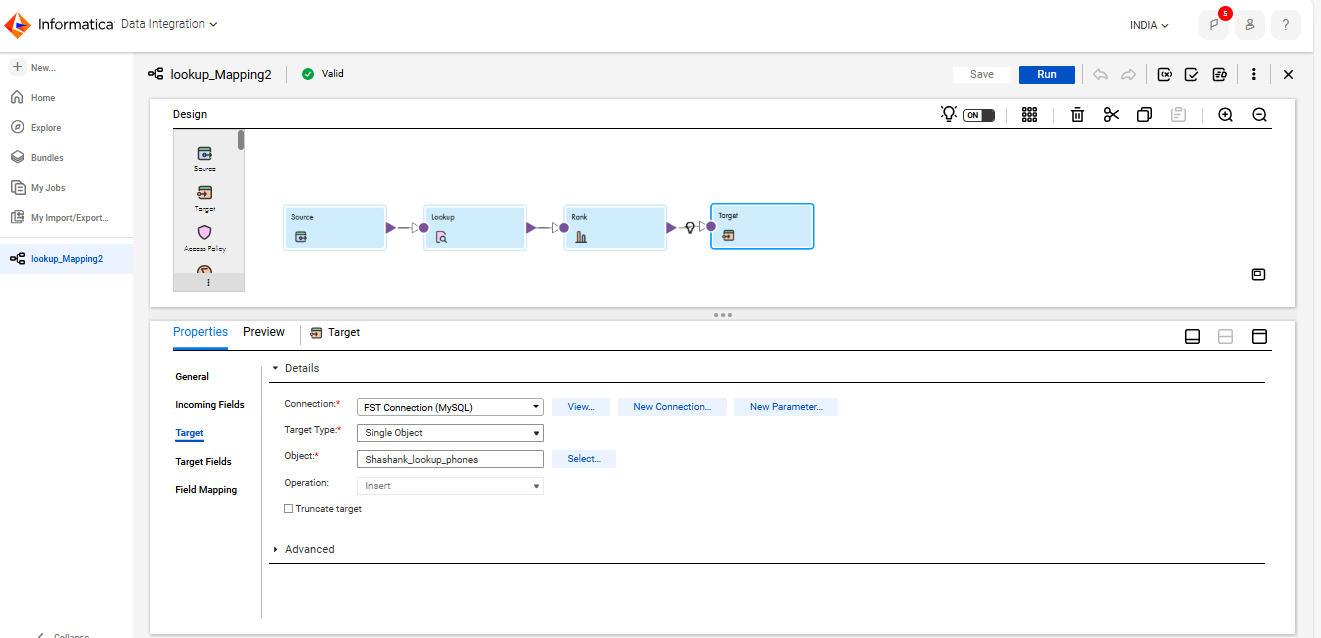 Informatica Data Integration
INDIA
5
?
New...
Home
Explore
Bundles
My Jobs
My Import/Export...
lookup_Mapping2
Collapse
lookup_Mapping2
Valid
Save
Run
Design
ON
Source
Target
Access Policy
Source
Lookup
Rank
Target
Properties
Preview
Target
General
Incoming Fields
Target
Target Fields
Field Mapping
Details
Connection:* FST Connection (MySQL) View... New Connection... New Parameter...
Target Type:* Single Object
Object:* Shashank_lookup_phones Select...
Operation: Insert
Truncate target
Advanced